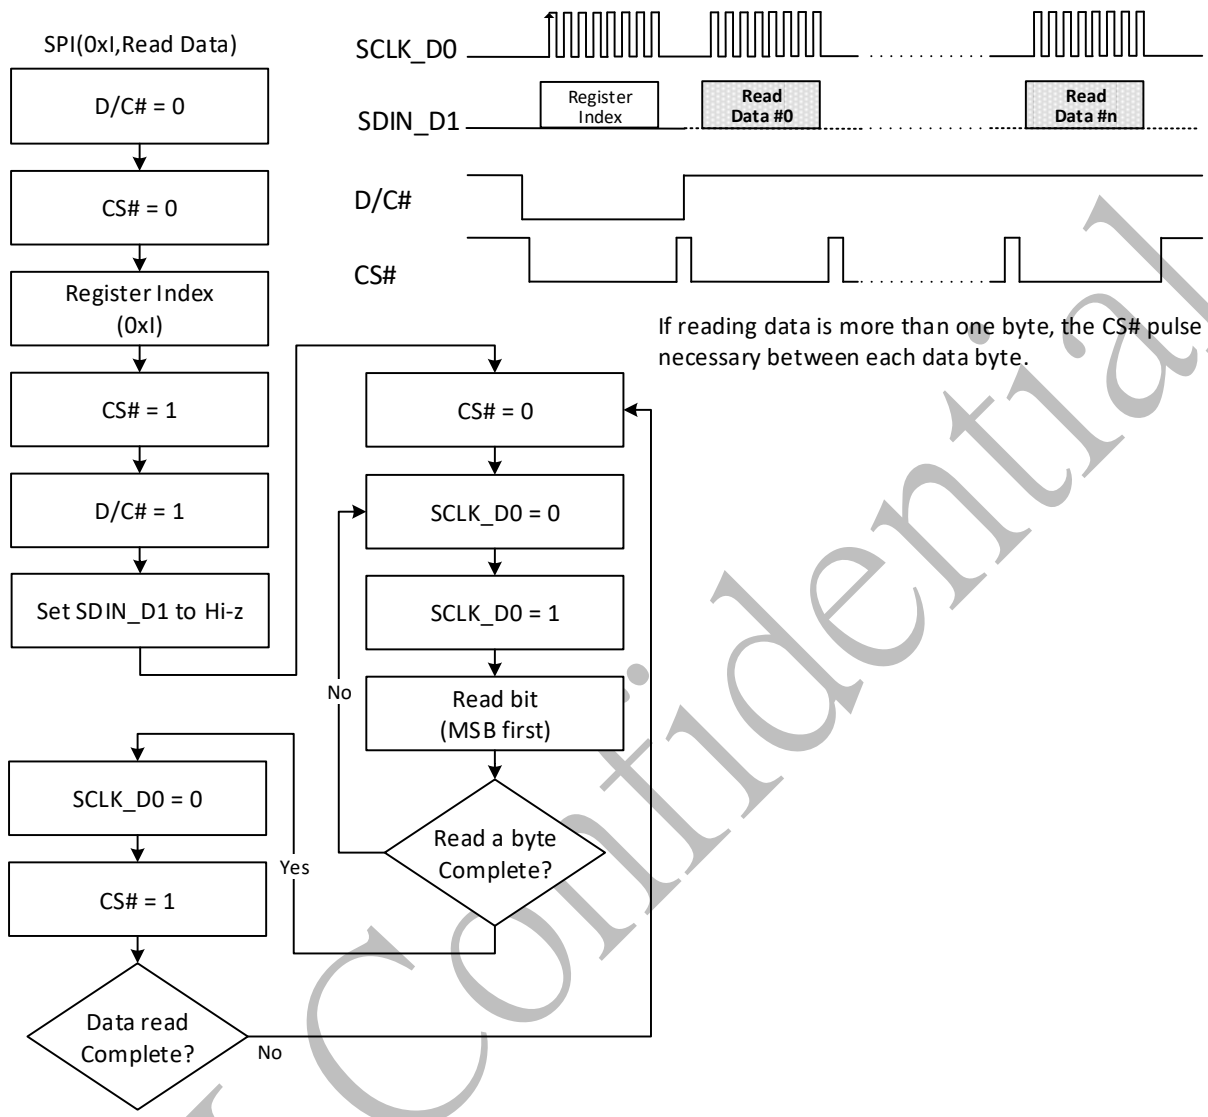 SPI(0xI,Read Data)
D/C# = 0
CS# = 0
Register Index
(0xI)
CS# = 1
D/C# = 1
Set SDIN_D1 to Hi-z
CS# = 0
SCLK_D0 = 0
SCLK_D0 = 1
Read bit
(MSB first)
Read a byte
Complete?
No
Yes
SCLK_D0 = 0
CS# = 1
Data read
Complete?
No
SCLK_D0
SDIN_D1
Register
Index
Read
Data #0
Read
Data #n
D/C#
CS#
If reading data is more than one byte, the CS# pulse
necessary between each data byte.
Confidential